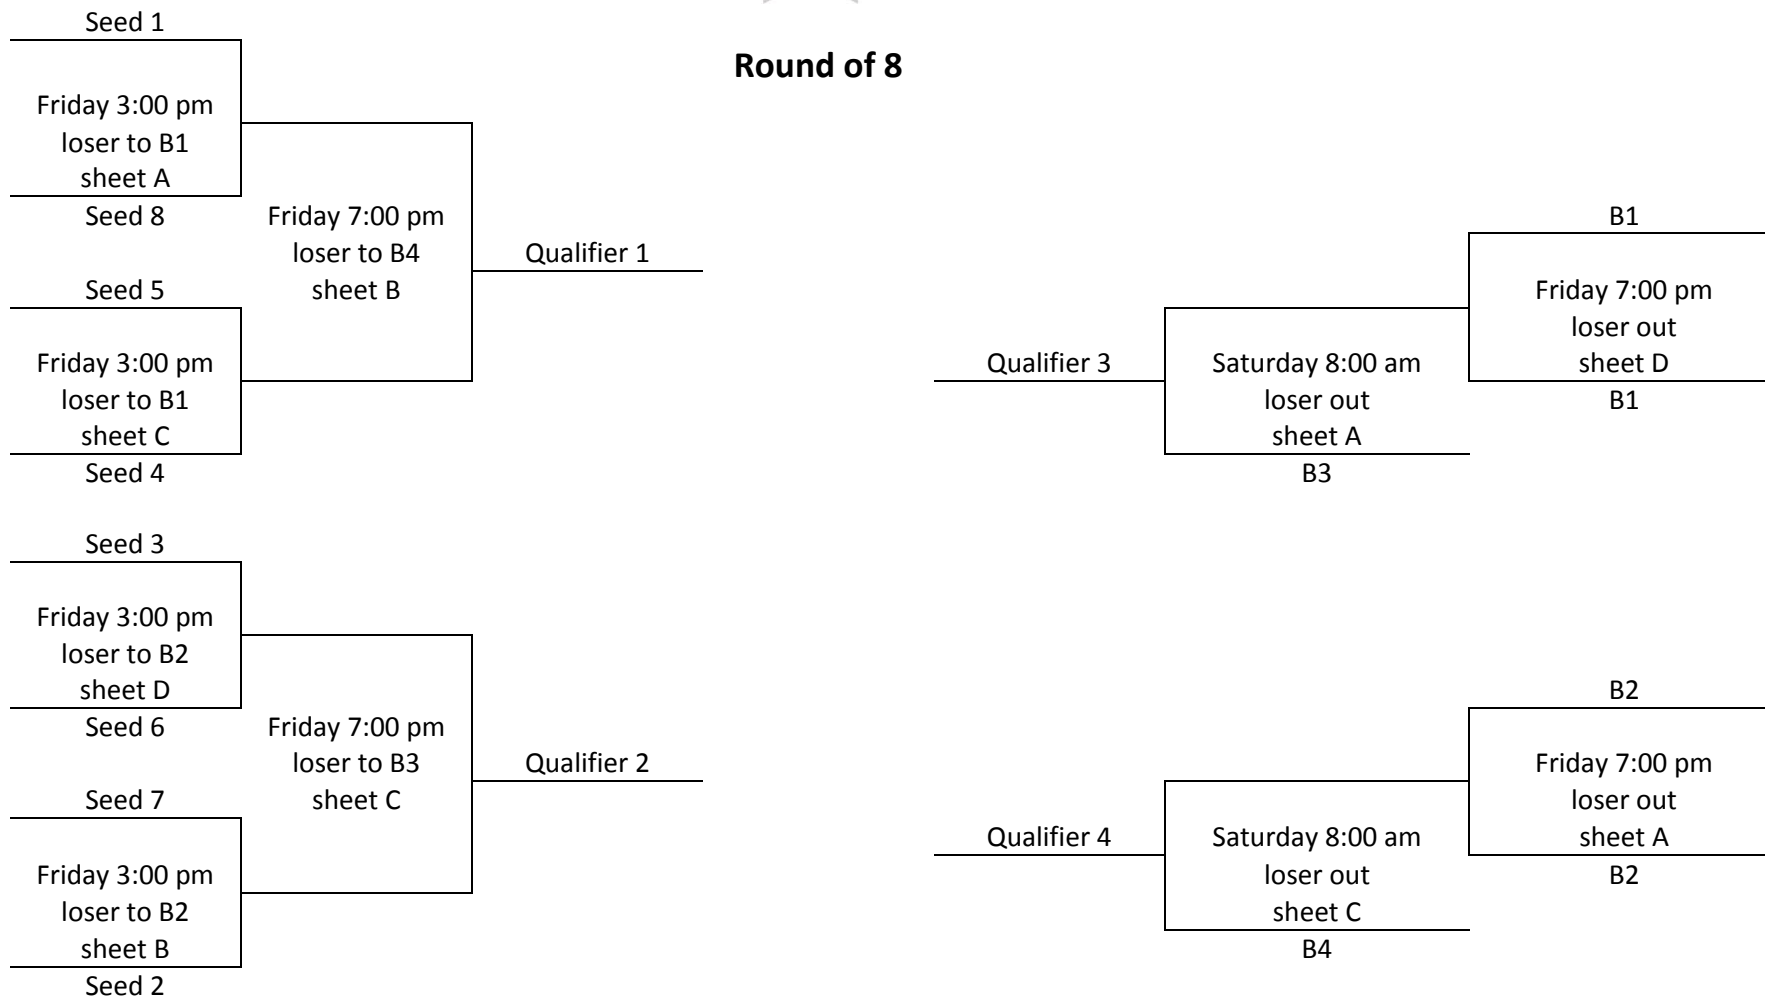 Round of 8
Seed 1
Friday 3:00 pm
loser to B1
sheet A
Seed 8
Seed 5
Friday 3:00 pm
loser to B1
sheet C
Seed 4
Friday 7:00 pm
loser to B4
sheet B
Qualifier 1
Seed 3
Friday 3:00 pm
loser to B2
sheet D
Seed 6
Seed 7
Friday 3:00 pm
loser to B2
sheet B
Seed 2
Friday 7:00 pm
loser to B3
sheet C
Qualifier 2
B1
Friday 7:00 pm
loser out
sheet D
B1
Qualifier 3
Saturday 8:00 am
loser out
sheet A
B3
B2
Friday 7:00 pm
loser out
sheet A
B2
Qualifier 4
Saturday 8:00 am
loser out
sheet C
B4